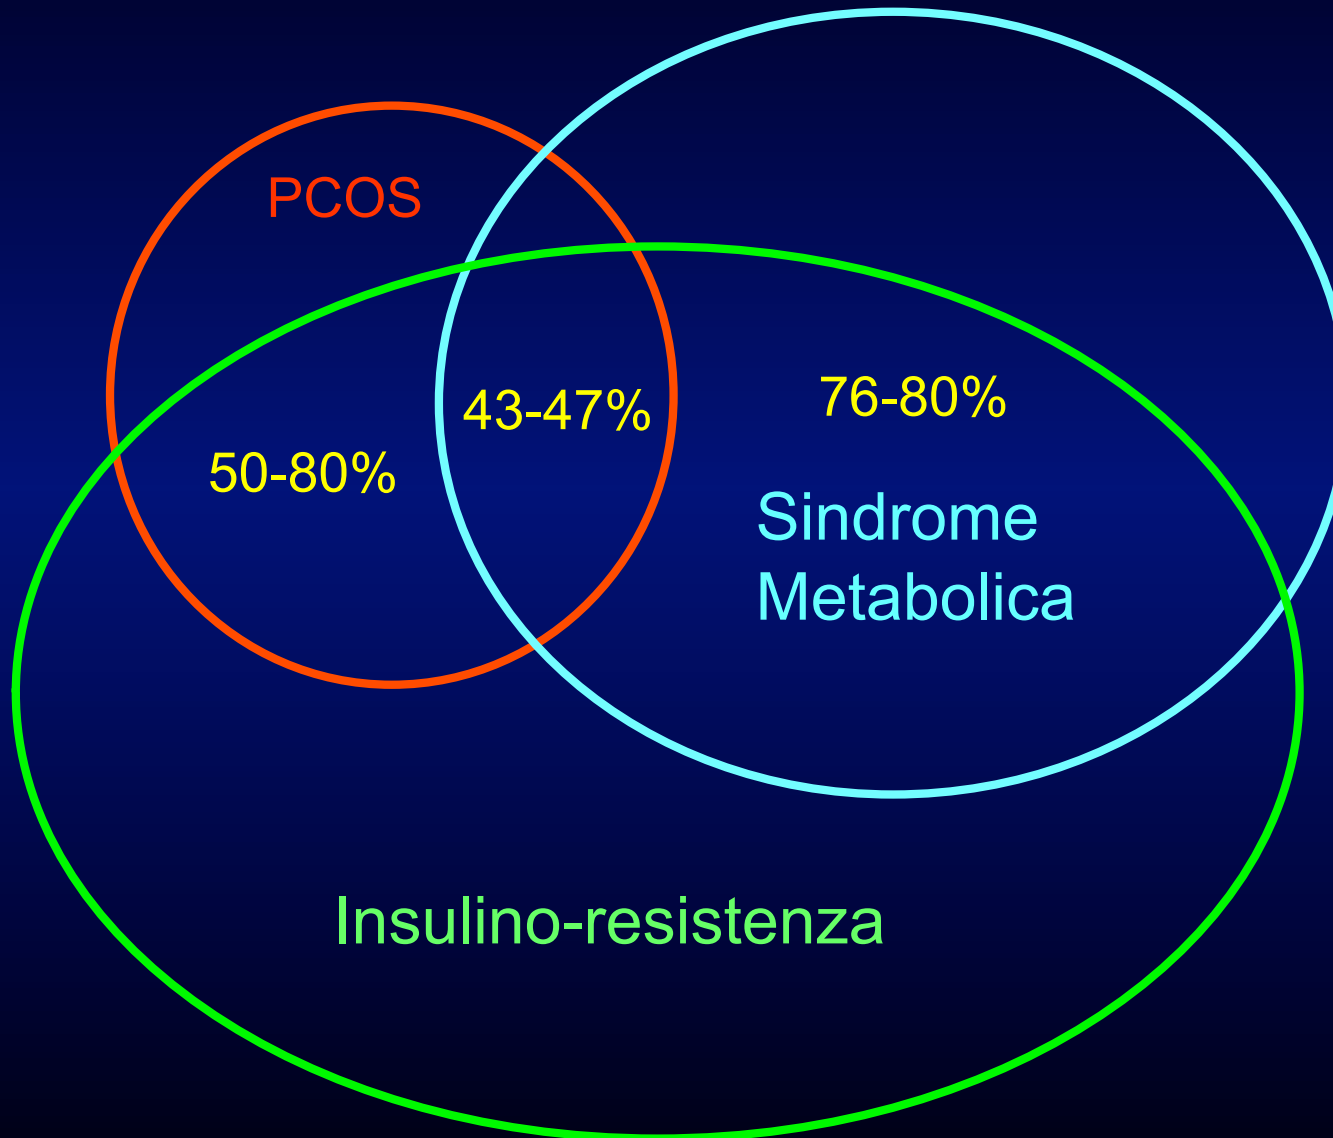 PCOS
76-80%
43-47%
50-80%
Sindrome
Metabolica
Insulino-resistenza